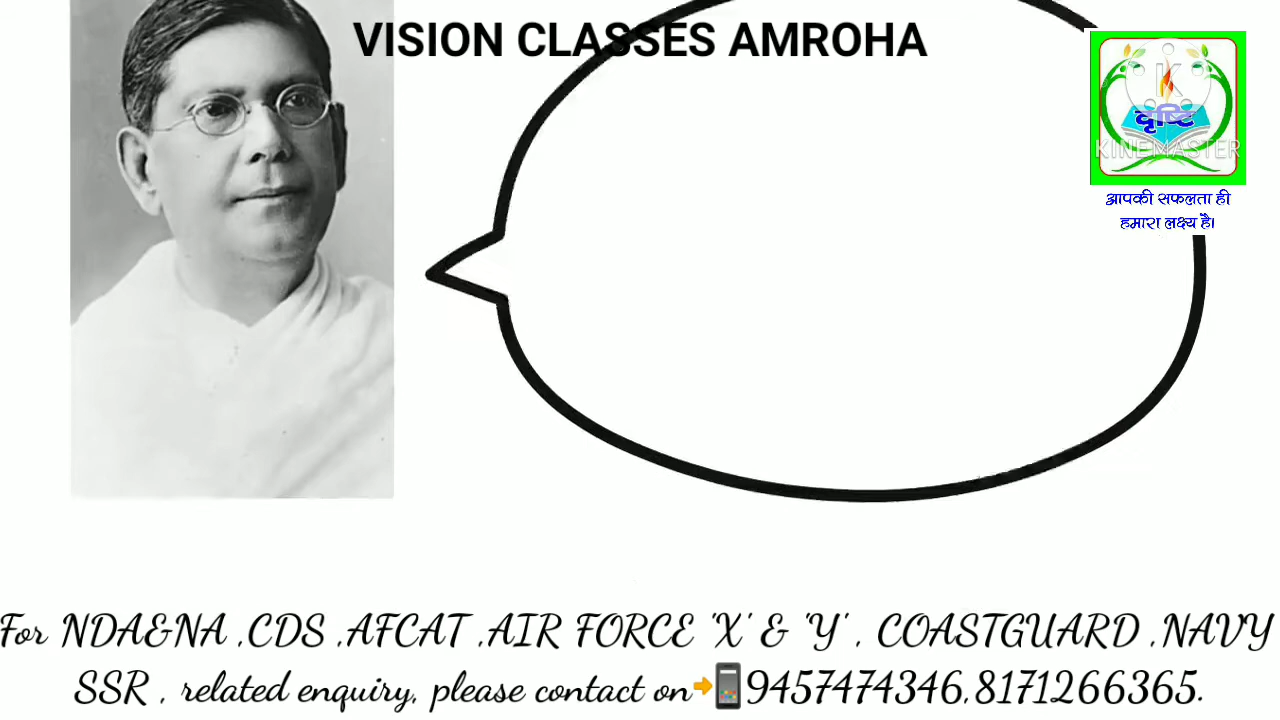 VISION CLASSES AMROHA
K
दृष्टि
KINEMASTER
आपकी सफलता ही
हमारा लक्ष्य है।
For NDA&NA ,CDS ,AFCAT ,AIR FORCE 'X' & 'Y' , COASTGUARD ,NAVY
SSR , related enquiry, please contact on 9457474346,8171266365.